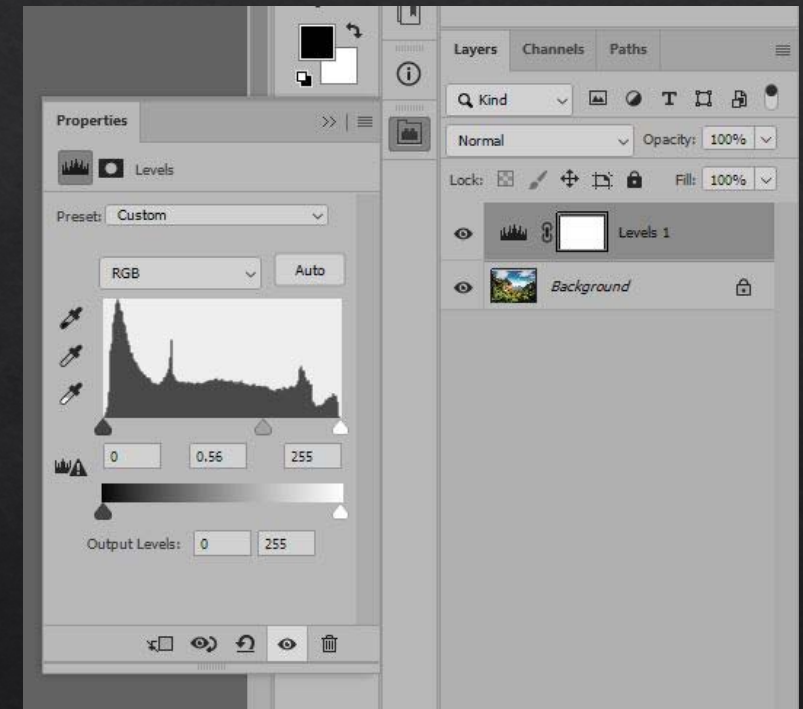 Properties
Levels
Preset: Custom
RGB
Auto
0
0.56
255
Output Levels: 0 255
Layers Channels Paths
Kind
T
Normal
Opacity: 100%
Lock:
Fill: 100%
Levels 1
Background